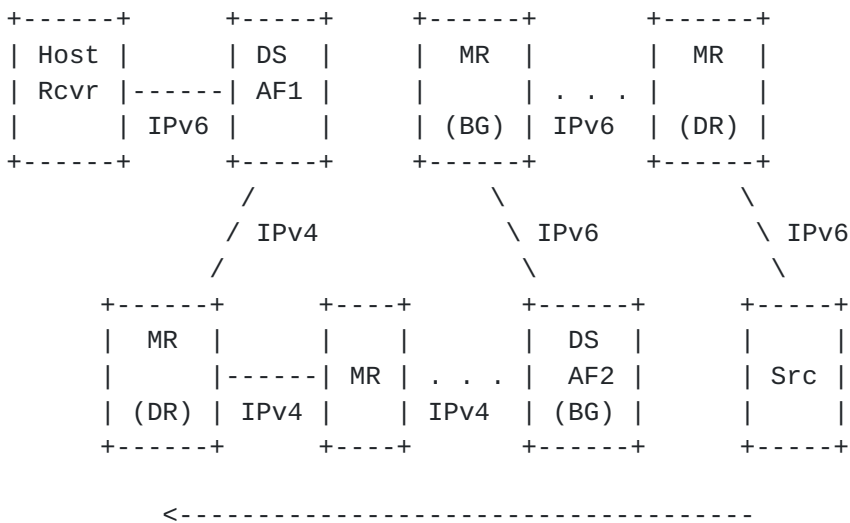 +------+      +-----+      +------+       +------+
| Host |      | DS  |      |  MR  |       |  MR  |
| Rcvr |------| AF1 |      |      | . . . |      |
|      | IPv6 |     |      | (BG) | IPv6  | (DR) |
+------+      +-----+      +------+       +------+
               /               \               \
              / IPv4            \ IPv6          \ IPv6
             /                   \               \
      +------+      +----+       +------+      +-----+
      |  MR  |      |    |       |  DS  |      |     |
      |      |------| MR | . . . |  AF2 |      | Src |
      | (DR) | IPv4 |    | IPv4  | (BG) |      |     |
      +------+      +----+       +------+      +-----+
          <-----------------------------------